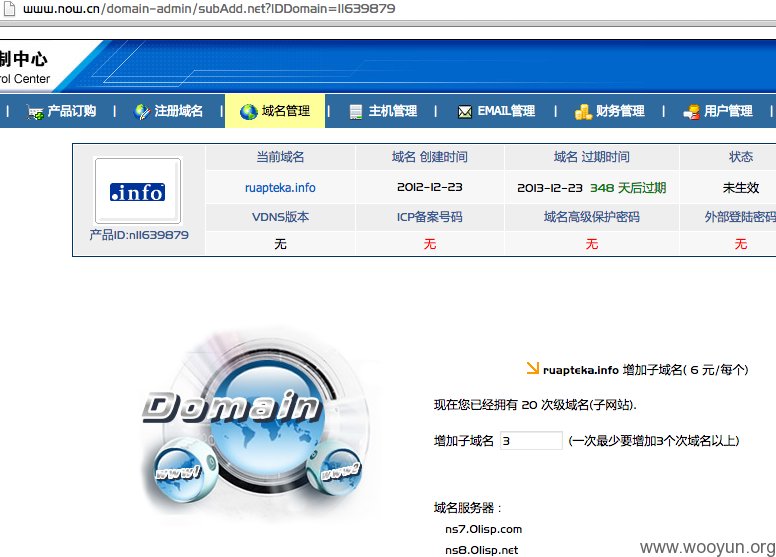 www.now.cn/domain-admin/subAdd.net?IDDomain=11639879
制中心
rol Center
| 产品订购 | 注册域名 | 域名管理 | 主机管理 | EMAIL管理 | 财务管理 | 用户管理 |
当前域名 域名 创建时间 域名 过期时间 状态
.info
ruapteka.info 2012-12-23 2013-12-23 348 天后过期 未生效
VDNS版本 ICP备案号码 域名高级保护密码 外部登陆密码
产品ID:n11639879
无 无 无 无
ruapteka.info 增加子域名( 6 元/每个)
Domain
现在您已经拥有 20 次级域名(子网站).
增加子域名 3 (一次最少要增加3个次域名以上)
域名服务器：
ns7.01isp.com
ns8.01isp.net
www.wooyun.org